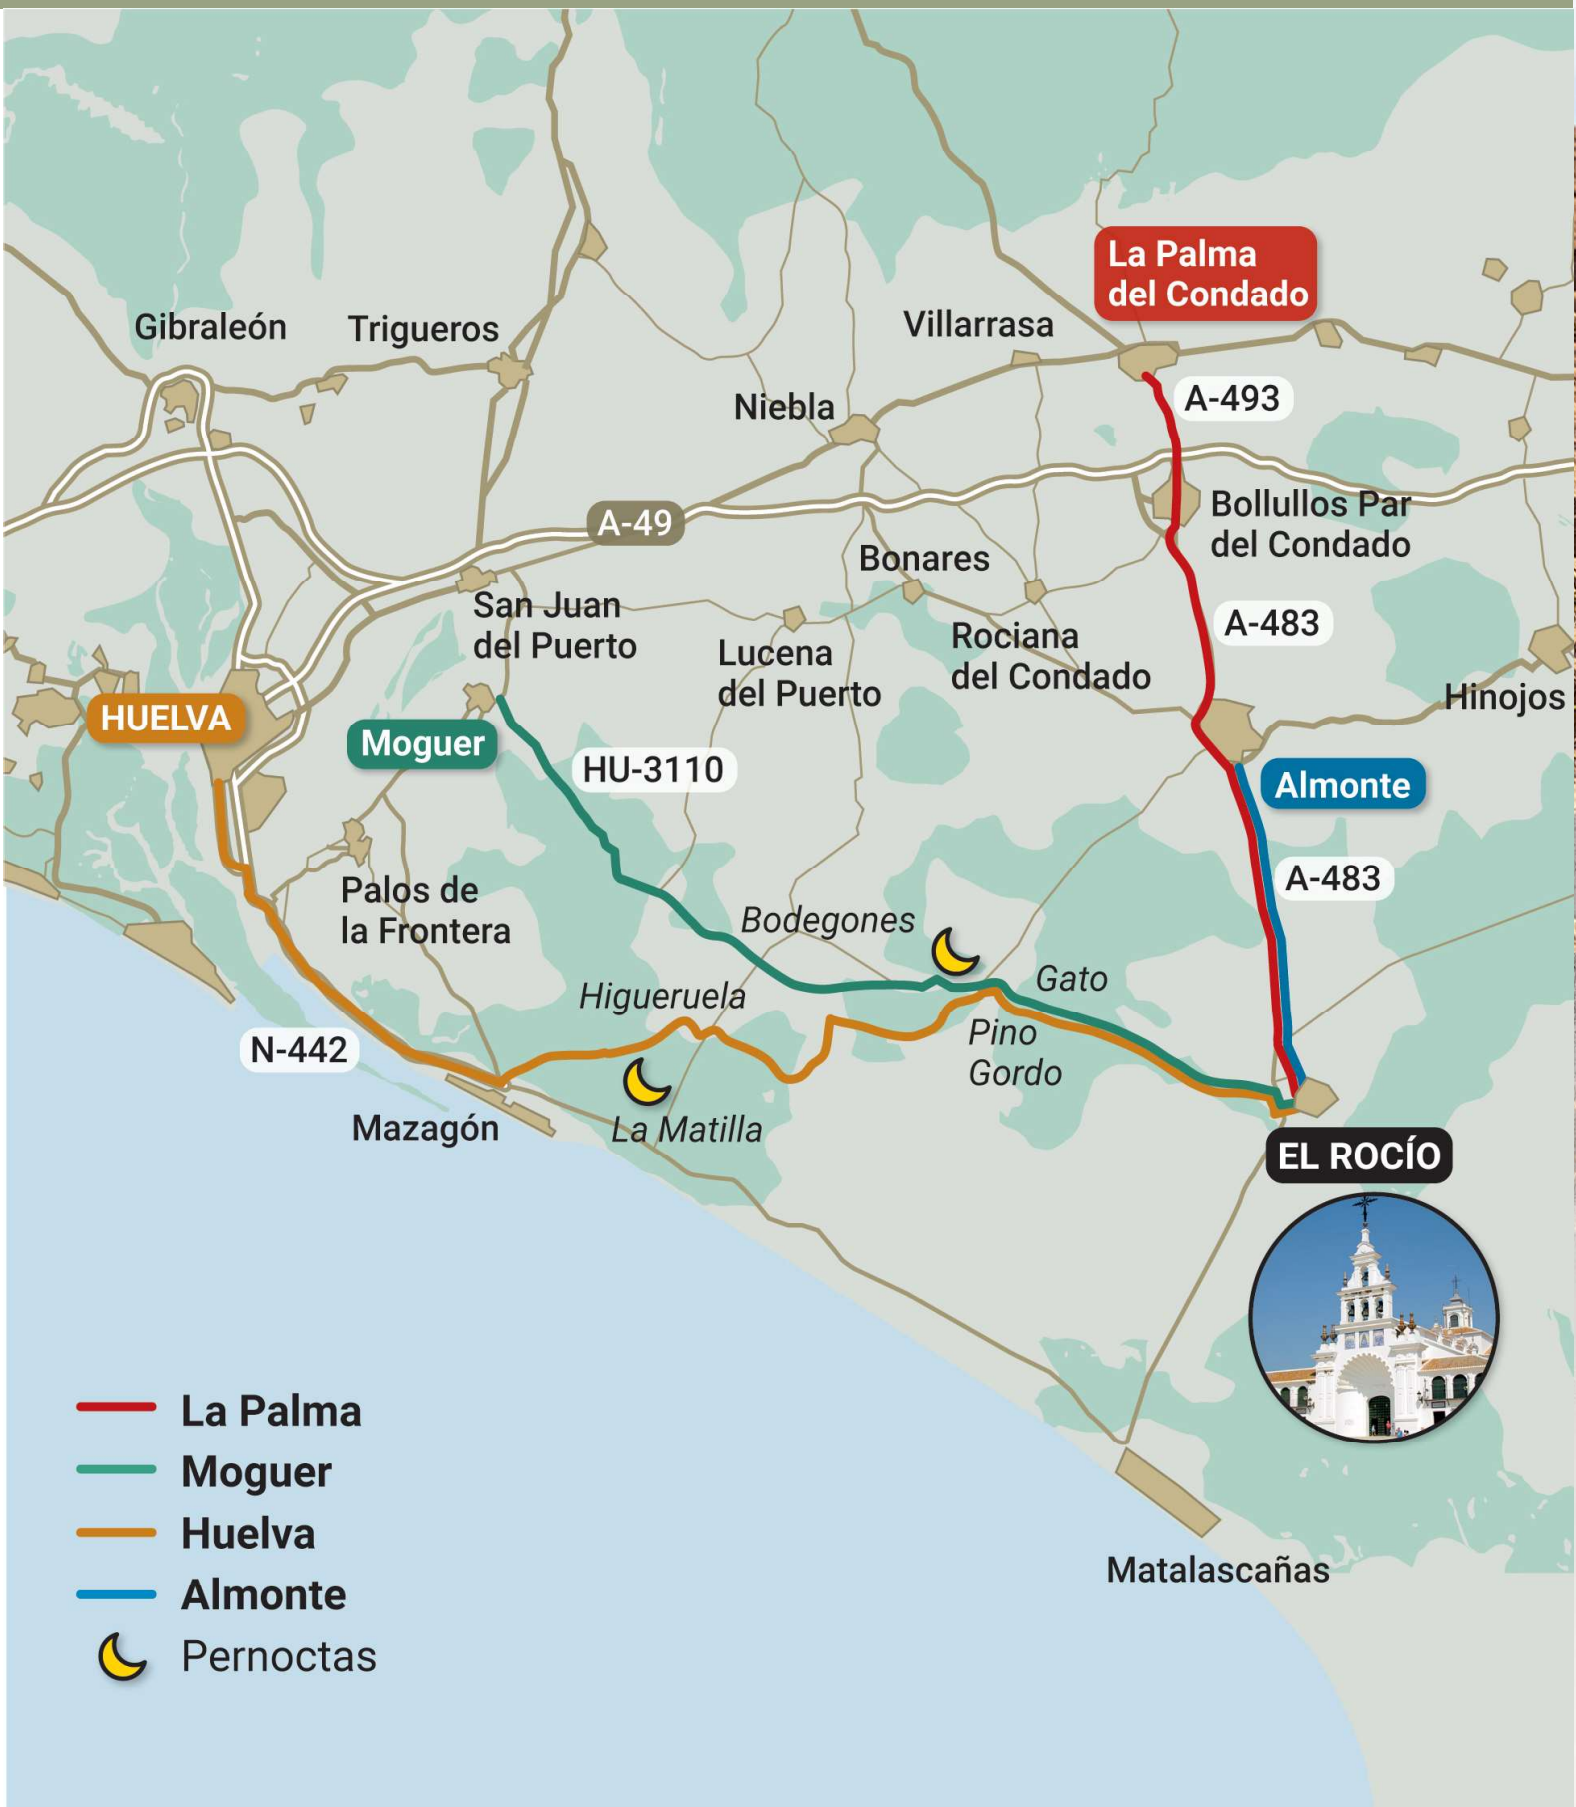 La Palma
del Condado
Gibraleón
Trigueros
Villarrasa
A-493
Niebla
Bollullos Par
del Condado
A-49
Bonares
San Juan
del Puerto
A-483
Rociana
del Condado
Lucena
del Puerto
Hinojos
HUELVA
Moguer
HU-3110
Almonte
A-483
Palos de
la Frontera
Bodegones
Gato
Higueruela
Pino
Gordo
N-442
Mazagón
La Matilla
EL ROCÍO
La Palma
Moguer
Huelva
Almonte
Pernoctas
Matalascañas